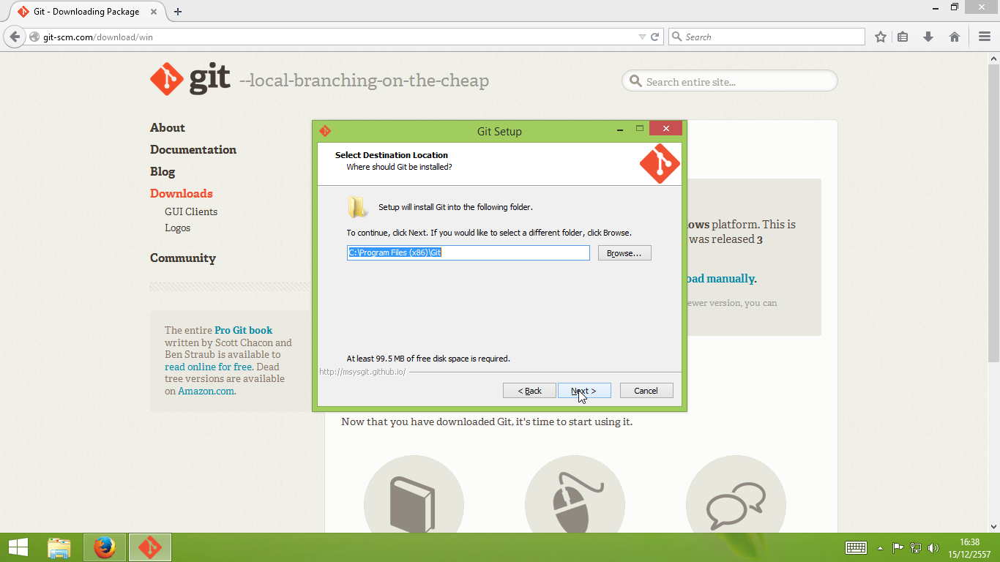 Git - Downloading Package
git-scm.com/download/win
Search
git --local-branching-on-the-cheap
Search entire site...
About
Documentation
Blog
Downloads
GUI Clients
Logos
Community
The entire Pro Git book
written by Scott Chacon and
Ben Straub is available to
read online for free. Dead
tree versions are available
on Amazon.com.
Git Setup
Select Destination Location
Where should Git be installed?
Setup will install Git into the following folder.
To continue, click Next. If you would like to select a different folder, click Browse.
C:\Program Files (x86)\Git
Browse...
At least 99.5 MB of free disk space is required.
http://msysgit.github.io/
< Back
Next >
Cancel
ows platform. This is
was released 3
oad manually.
ewer version, you can
Now that you have downloaded Git, it's time to start using it.
16:38
15/12/2557